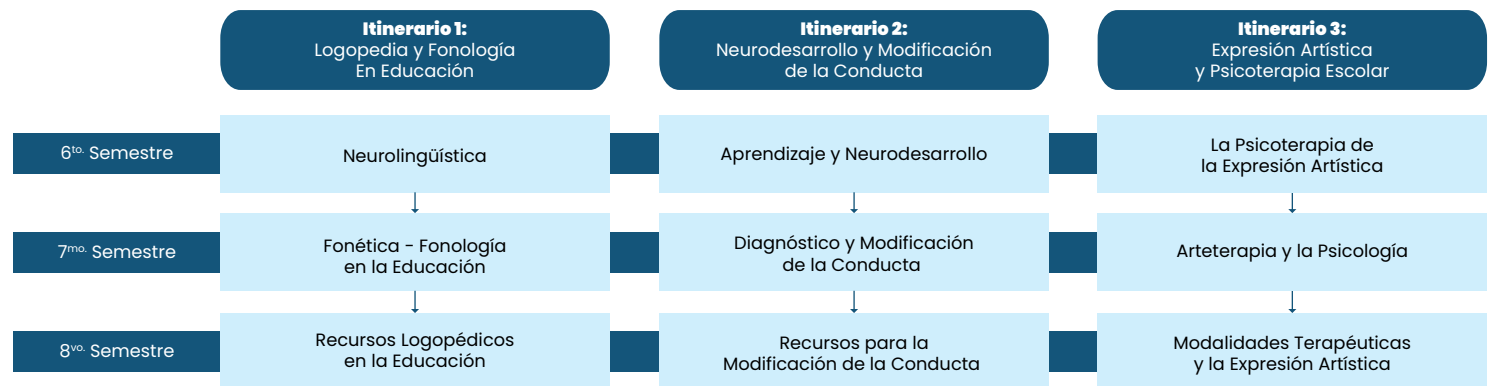 Itinerario 1:
Logopedia y Fonología
En Educación
Itinerario 2:
Neurodesarrollo y Modificación
de la Conducta
Itinerario 3:
Expresión Artística
y Psicoterapia Escolar
6to. Semestre
Neurolingüística
Aprendizaje y Neurodesarrollo
La Psicoterapia de
la Expresión Artística
7mo. Semestre
Fonética - Fonología
en la Educación
Diagnóstico y Modificación
de la Conducta
Arteterapia y la Psicología
8vo. Semestre
Recursos Logopédicos
en la Educación
Recursos para la
Modificación de la Conducta
Modalidades Terapéuticas
y la Expresión Artística